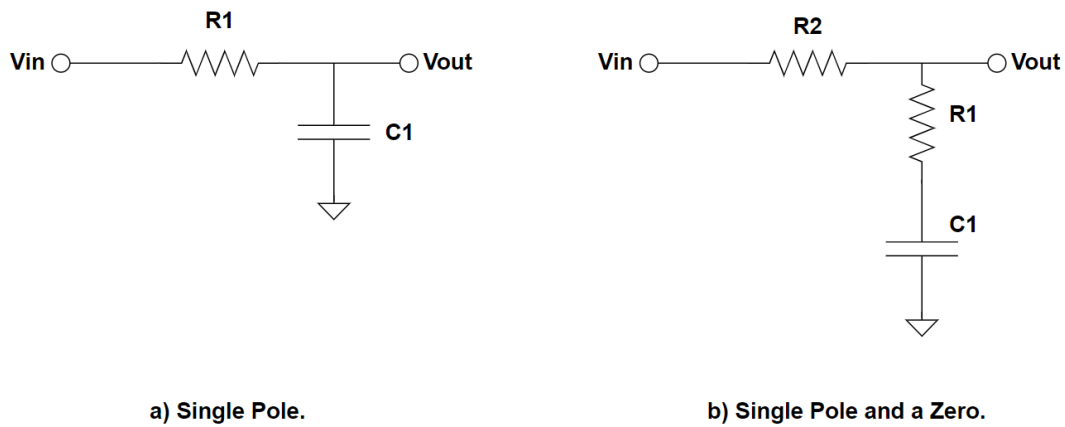 R1
Vin
Vout
C1
a) Single Pole.
R2
Vin
Vout
R1
C1
b) Single Pole and a Zero.